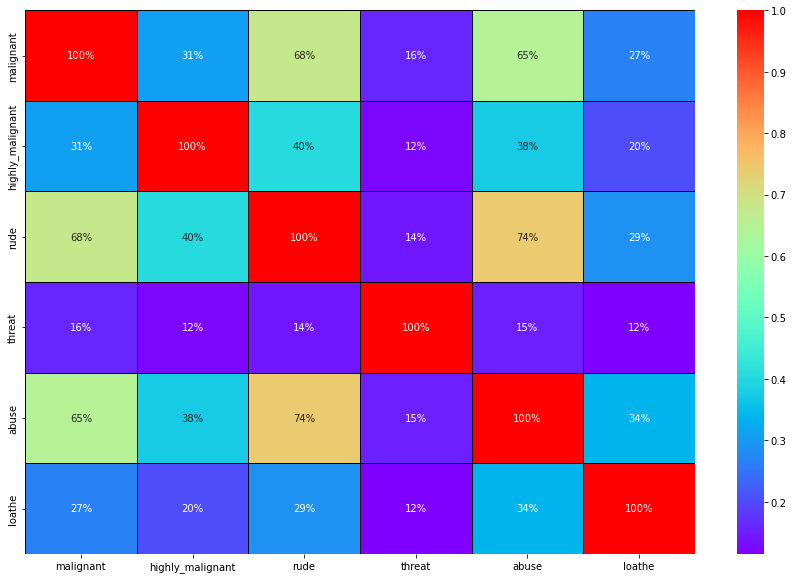 malignant 100% 31% 68% 16% 65% 27%
highly_malignant 31% 100% 40% 12% 38% 20%
rude 68% 40% 100% 14% 74% 29%
threat 16% 12% 14% 100% 15% 12%
abuse 65% 38% 74% 15% 100% 34%
loathe 27% 20% 29% 12% 34% 100%
malignant highly_malignant rude threat abuse loathe
1.0
0.9
0.8
0.7
0.6
0.5
0.4
0.3
0.2